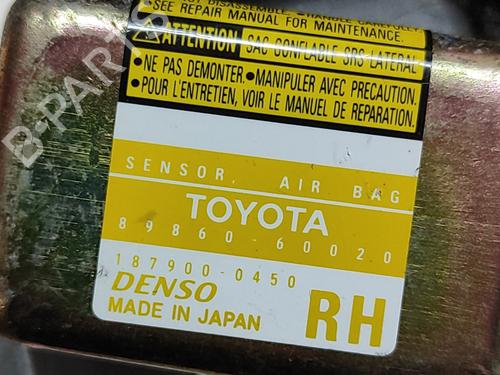 •SEE REPAIR MANUAL FOR MAINTENANCE.
ATTENTION SAC GONFLABLE SRS LATERAL
•NE PAS DEMONTER. •MANIPULER AVEC PRECAUTION.
•POUR L'ENTRETIEN, VOIR LE MANUEL DE REPARATION.
SENSOR, AIR BAG
TOYOTA
89860-60020
187900-0450
DENSO
MADE IN JAPAN
RH
B-PARTS